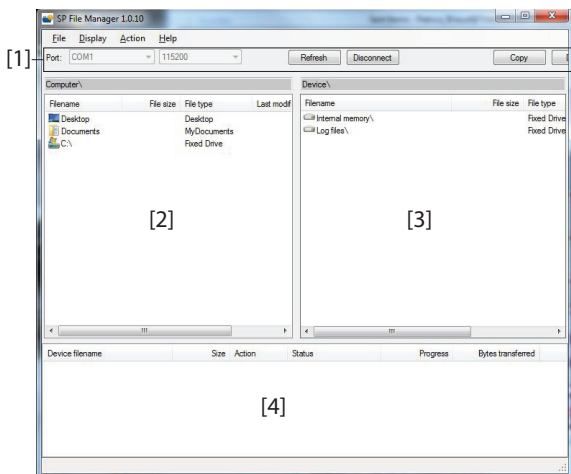 SP File Manager 1.0.10
File Display Action Help
[1]
Port: COM1 115200 Refresh Disconnect Copy
Computer\ Device\
Filename File size File type Last modif Filename File size File type
Desktop Desktop Internal memory\ Fixed Drive
Documents MyDocuments Log files\ Fixed Drive
C:\ Fixed Drive
[2] [3]
Device filename Size Action Status Progress Bytes transferred
[4]